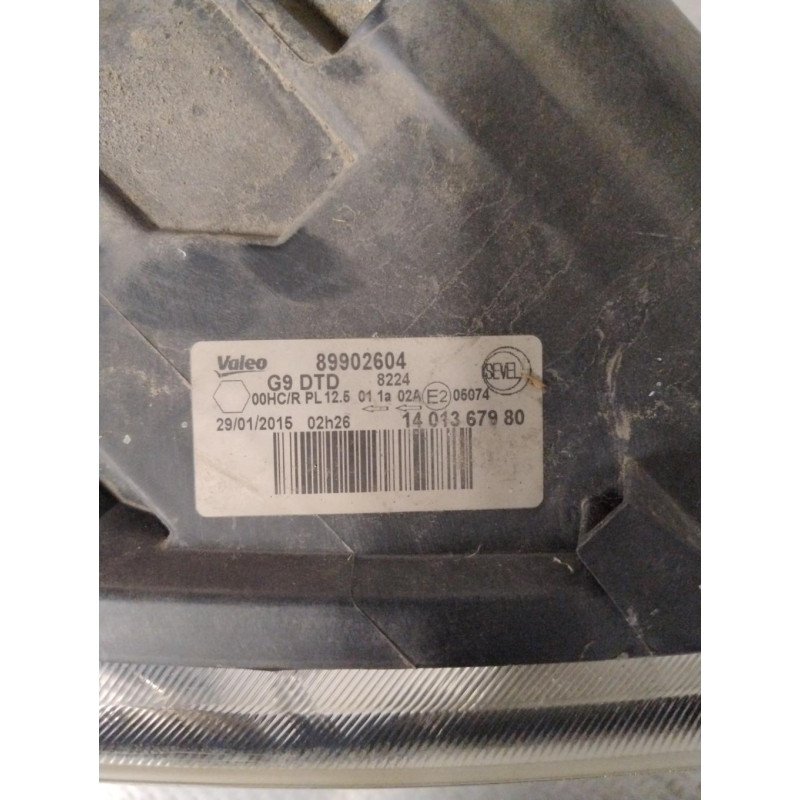 Valeo 89902604 SEVEL
G9 DTD 8224
00HC/R PL 12.5 01 1a 02A E2 05074
29/01/2015 02h26 14 013 679 80